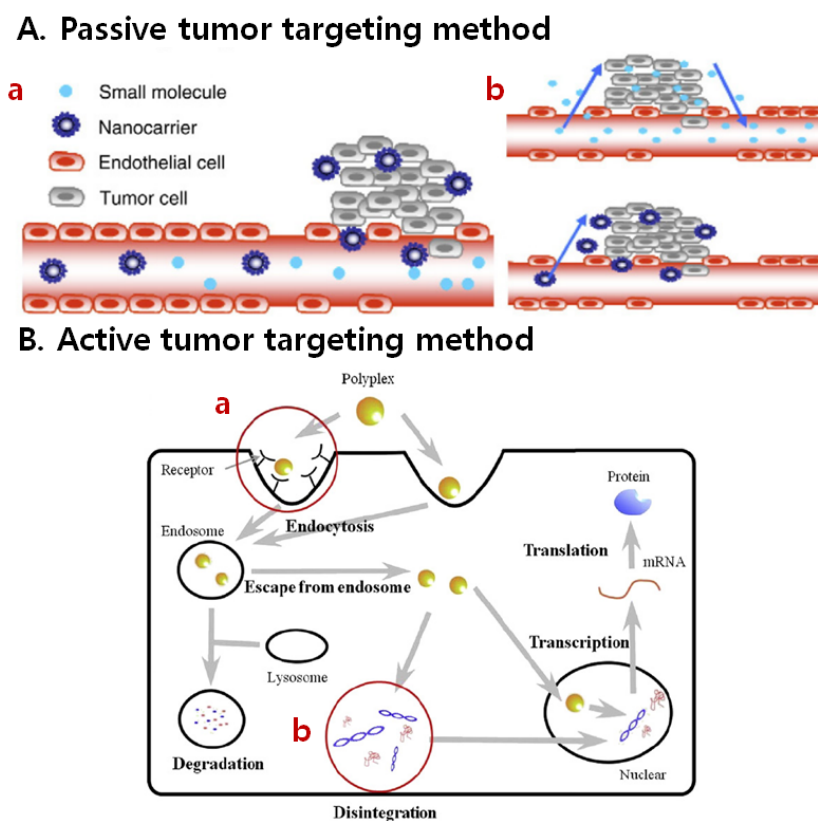 A. Passive tumor targeting method
a
Small molecule
Nanocarrier
Endothelial cell
Tumor cell
b
B. Active tumor targeting method
a
Polyplex
Receptor
Endocytosis
Endosome
Escape from endosome
Lysosome
Degradation
b
Disintegration
Protein
Translation
mRNA
Transcription
Nuclear